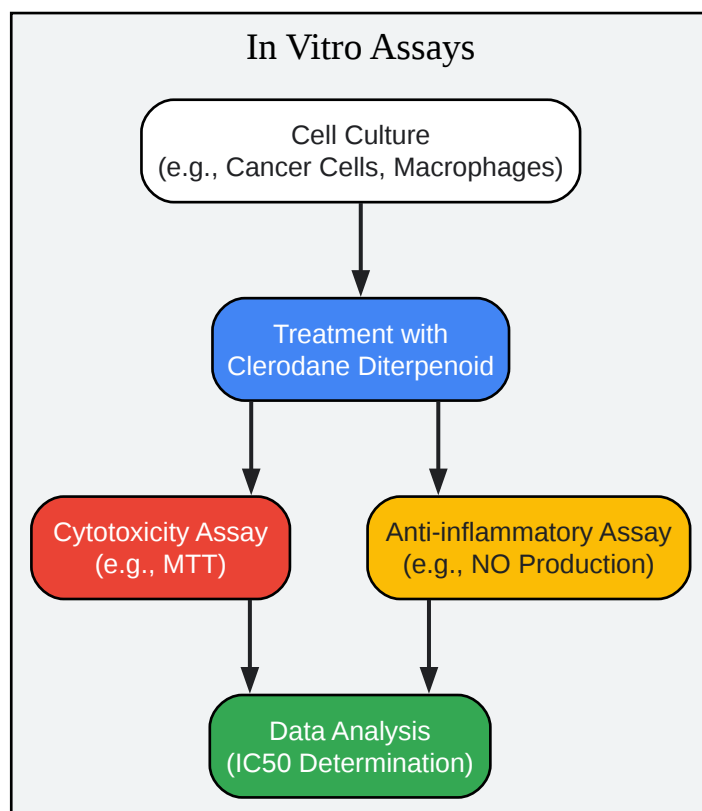 In Vitro Assays
Cell Culture
(e.g., Cancer Cells, Macrophages)
Treatment with
Clerodane Diterpenoid
Cytotoxicity Assay
(e.g., MTT)
Anti-inflammatory Assay
(e.g., NO Production)
Data Analysis
(IC50 Determination)